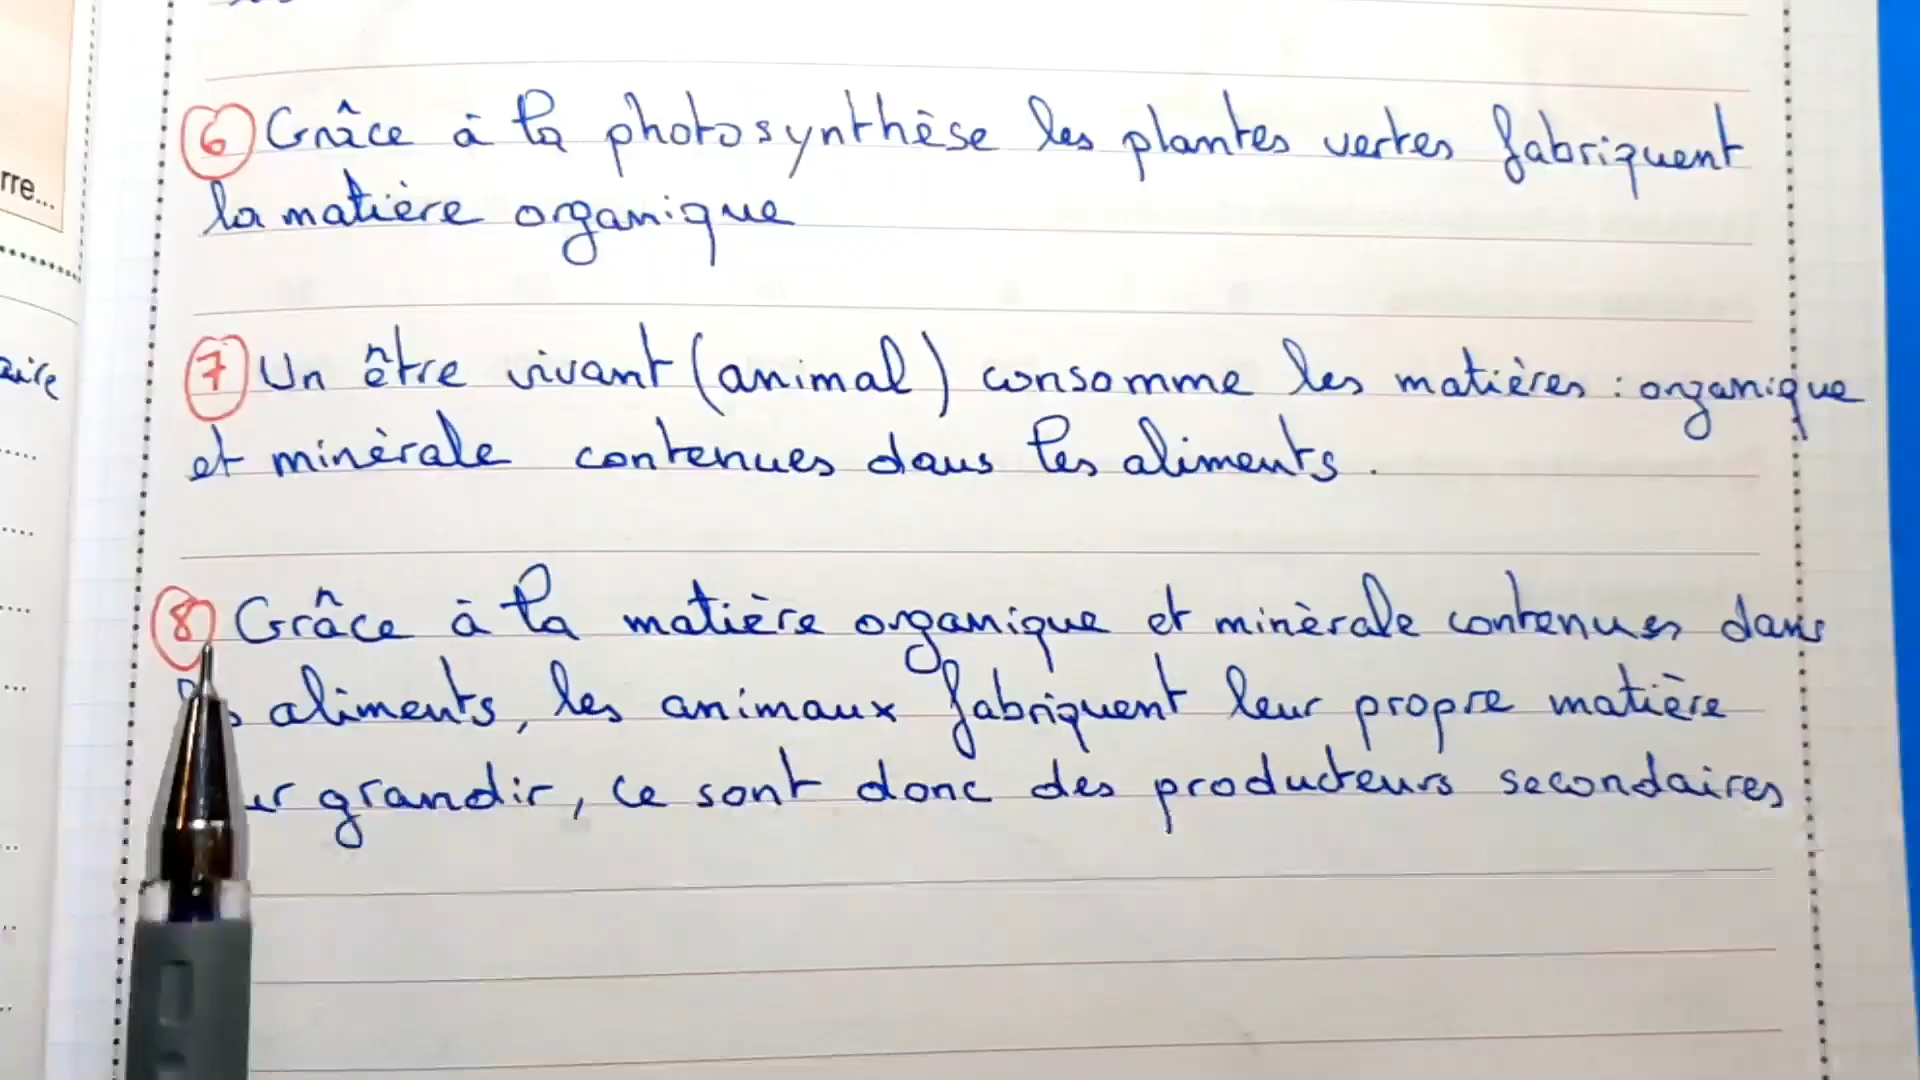 rre...
6 Grâce à la photosynthèse les plantes vertes fabriquent
la matière organique
7 Un être vivant (animal) consomme les matières : organique
et minèrale contenues dans les aliments.
8 Grâce à la matière organique et minèrale contenues dans
aliments, les animaux fabriquent leur propre matière
grandir, ce sont donc des producteurs secondaires